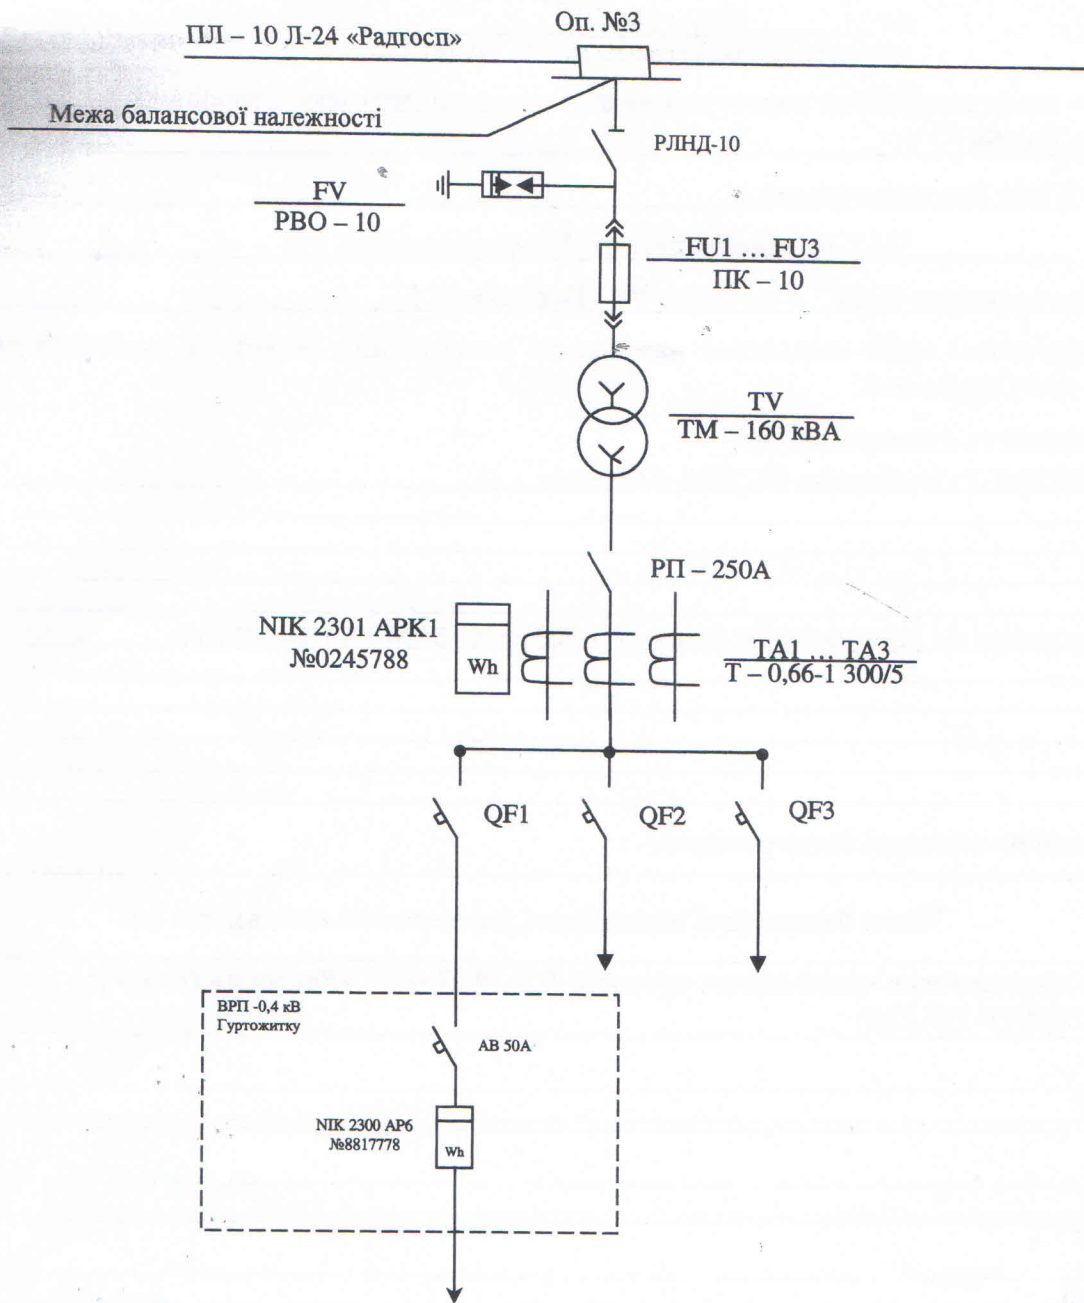 Оп. №3
ПЛ – 10 Л-24 «Радгосп»
Межа балансової належності
РЛНД-10
FV
РВО – 10
FU1 ... FU3
ПК – 10
TV
ТМ – 160 кВА
РП – 250А
NIK 2301 АРК1
№0245788
Wh
TA1 ... TA3
Т – 0,66-1 300/5
QF1
QF2
QF3
ВРП -0,4 кВ
Гуртожитку
АВ 50А
NIK 2300 АР6
№8817778
Wh